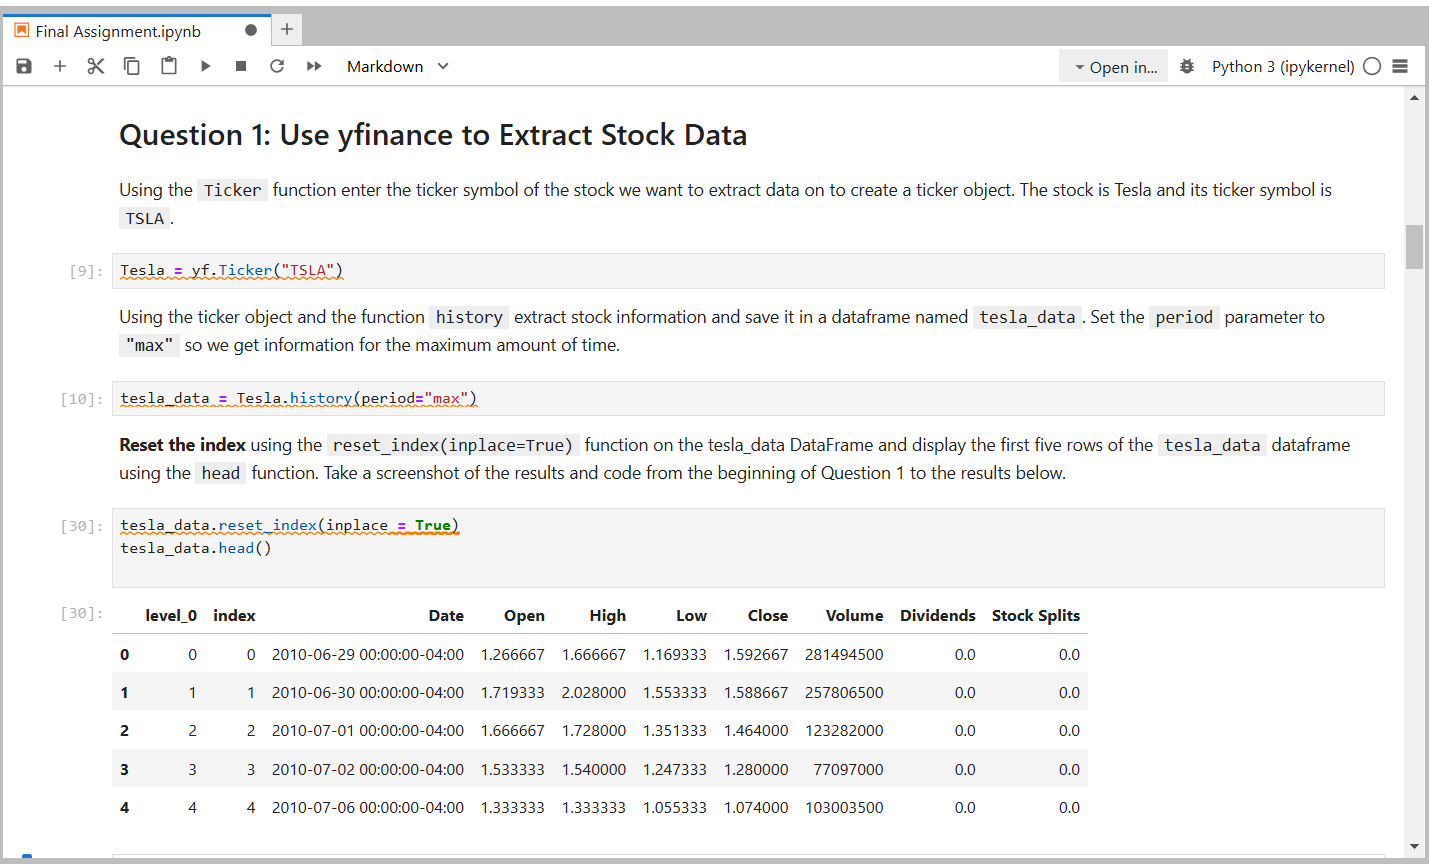 Final Assignment.ipynb
Markdown
Open in...
Python 3 (ipykernel)
Question 1: Use yfinance to Extract Stock Data
Using the Ticker function enter the ticker symbol of the stock we want to extract data on to create a ticker object. The stock is Tesla and its ticker symbol is
TSLA .
[9]: Tesla = yf.Ticker("TSLA")
Using the ticker object and the function history extract stock information and save it in a dataframe named tesla_data . Set the period parameter to
"max" so we get information for the maximum amount of time.
[10]: tesla_data = Tesla.history(period="max")
Reset the index using the reset_index(inplace=True) function on the tesla_data DataFrame and display the first five rows of the tesla_data dataframe
using the head function. Take a screenshot of the results and code from the beginning of Question 1 to the results below.
[30]: tesla_data.reset_index(inplace = True)
tesla_data.head()
[30]: level_0 index Date Open High Low Close Volume Dividends Stock Splits
0 0 0 2010-06-29 00:00:00-04:00 1.266667 1.666667 1.169333 1.592667 281494500 0.0 0.0
1 1 1 2010-06-30 00:00:00-04:00 1.719333 2.028000 1.553333 1.588667 257806500 0.0 0.0
2 2 2 2010-07-01 00:00:00-04:00 1.666667 1.728000 1.351333 1.464000 123282000 0.0 0.0
3 3 3 2010-07-02 00:00:00-04:00 1.533333 1.540000 1.247333 1.280000 77097000 0.0 0.0
4 4 4 2010-07-06 00:00:00-04:00 1.333333 1.333333 1.055333 1.074000 103003500 0.0 0.0